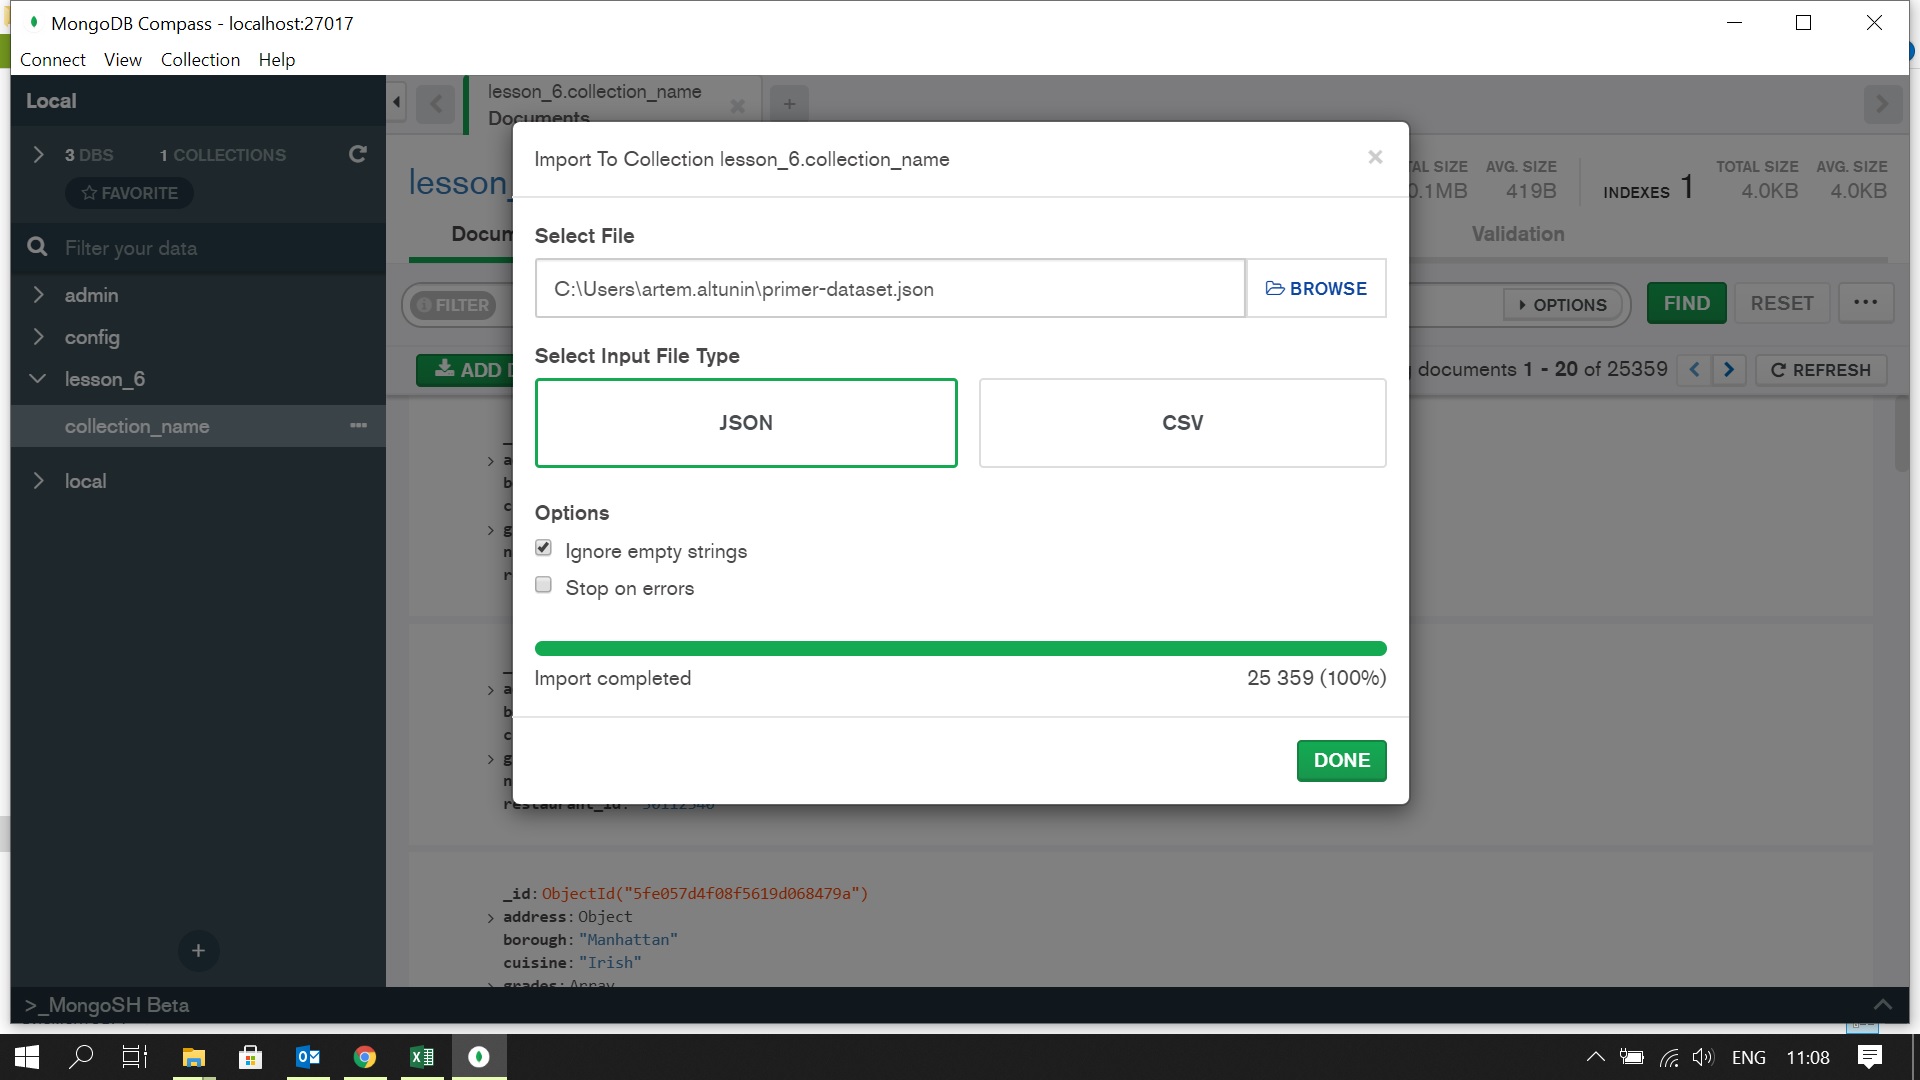 MongoDB Compass - localhost:27017
Connect View Collection Help
Local
3 DBS 1 COLLECTIONS
FAVORITE
Filter your data
admin
config
lesson_6
collection_name
local
>_MongoSH Beta
lesson_6.collection_name
Documents
lesson_
TAL SIZE AVG. SIZE
0.1MB 419B
INDEXES 1
TOTAL SIZE AVG. SIZE
4.0KB 4.0KB
Docum
Validation
FILTER
OPTIONS
FIND
RESET
ADD D
documents 1 - 20 of 25359
REFRESH
Import To Collection lesson_6.collection_name
Select File
C:\Users\artem.altunin\primer-dataset.json
BROWSE
Select Input File Type
JSON
CSV
Options
Ignore empty strings
Stop on errors
Import completed 25 359 (100%)
DONE
_id: ObjectId("5fe057d4f08f5619d068479a")
address: Object
borough: "Manhattan"
cuisine: "Irish"
grades: Array
ENG 11:08